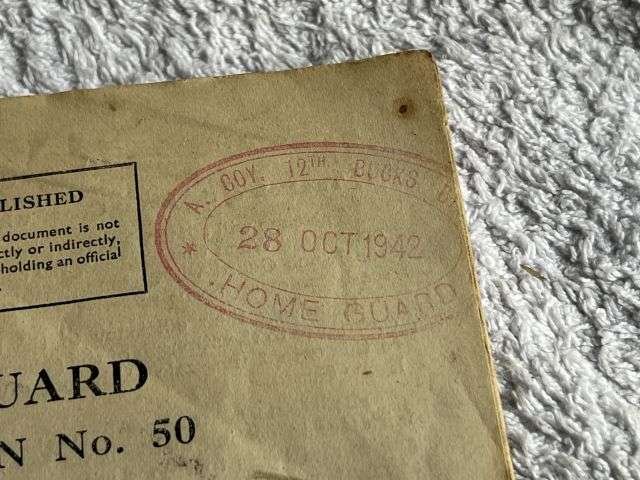 LISHED
document is not
ctly or indirectly,
holding an official
A. COY. 12TH BUCKS
* 28 OCT 1942
HOME GUARD
UARD
N No. 50